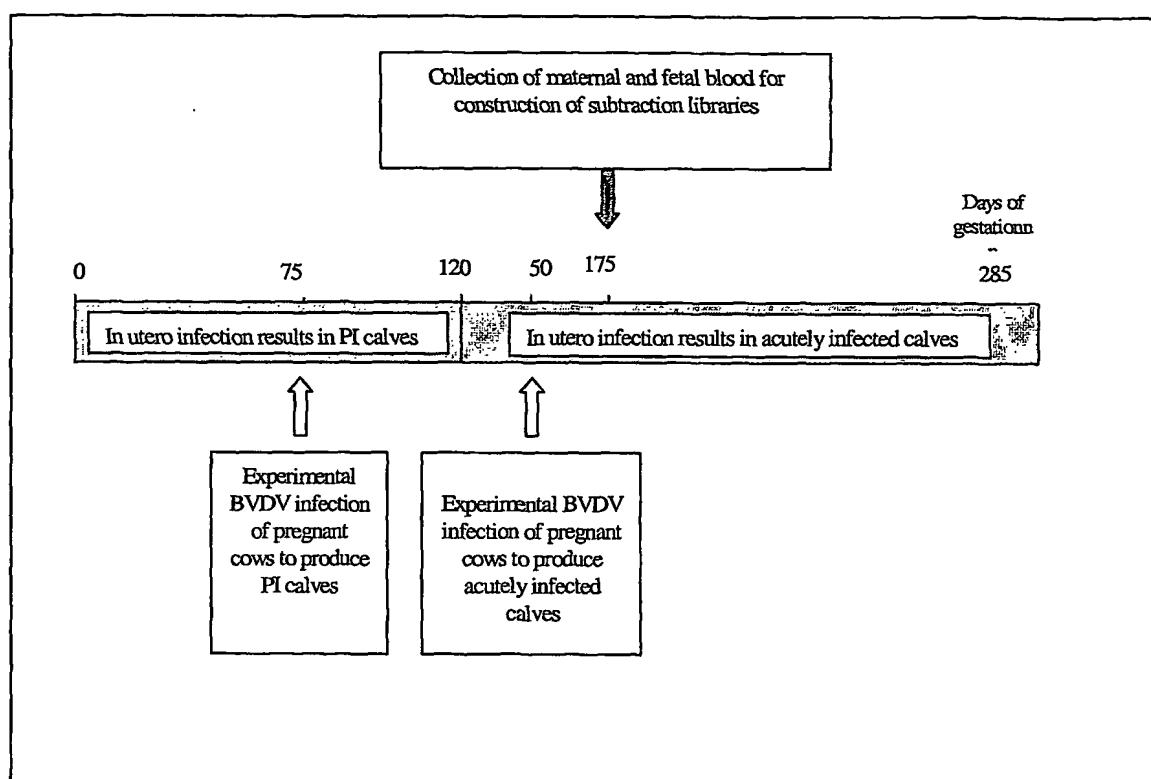 Collection of maternal and fetal blood for
construction of subtraction libraries
Days of
gestationn
0 75 120 50 175 285
In utero infection results in PI calves
In utero infection results in acutely infected calves
Experimental
BVDV infection
of pregnant
cows to produce
PI calves
Experimental BVDV
infection of pregnant
cows to produce
acutely infected
calves